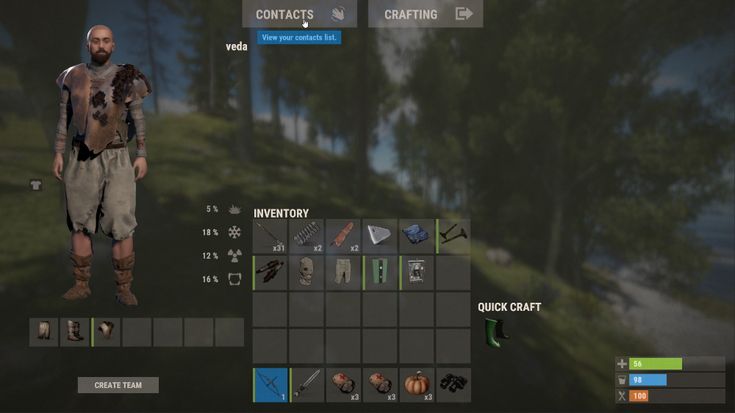 CONTACTS
CRAFTING
View your contacts list.
veda
5 %
18 %
12 %
16 %
INVENTORY
x31
x2
x2
QUICK CRAFT
1
x3
x3
x3
CREATE TEAM
56
98
100